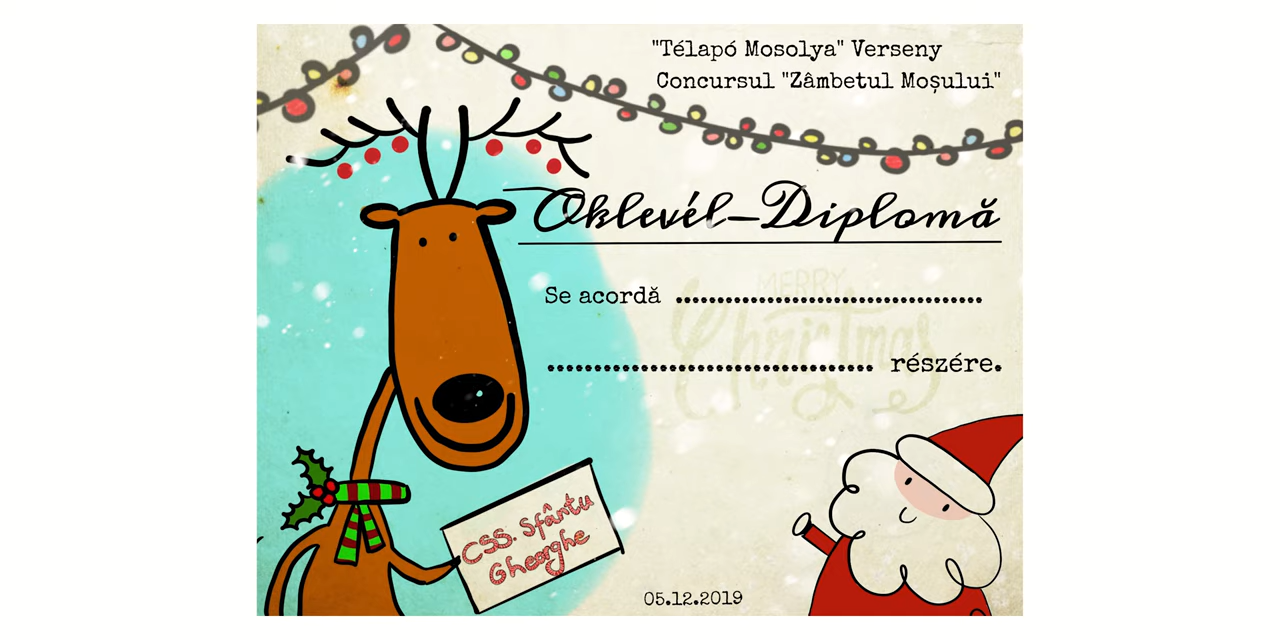 "Télapó Mosolya" Verseny
Concursul "Zâmbetul Moșului"
Oklevél-Diplomă
MERRY
Christmas
Se acordă ......................................
........................................ részére.
CSS. Sfântu
Gheorghe
05.12.2019